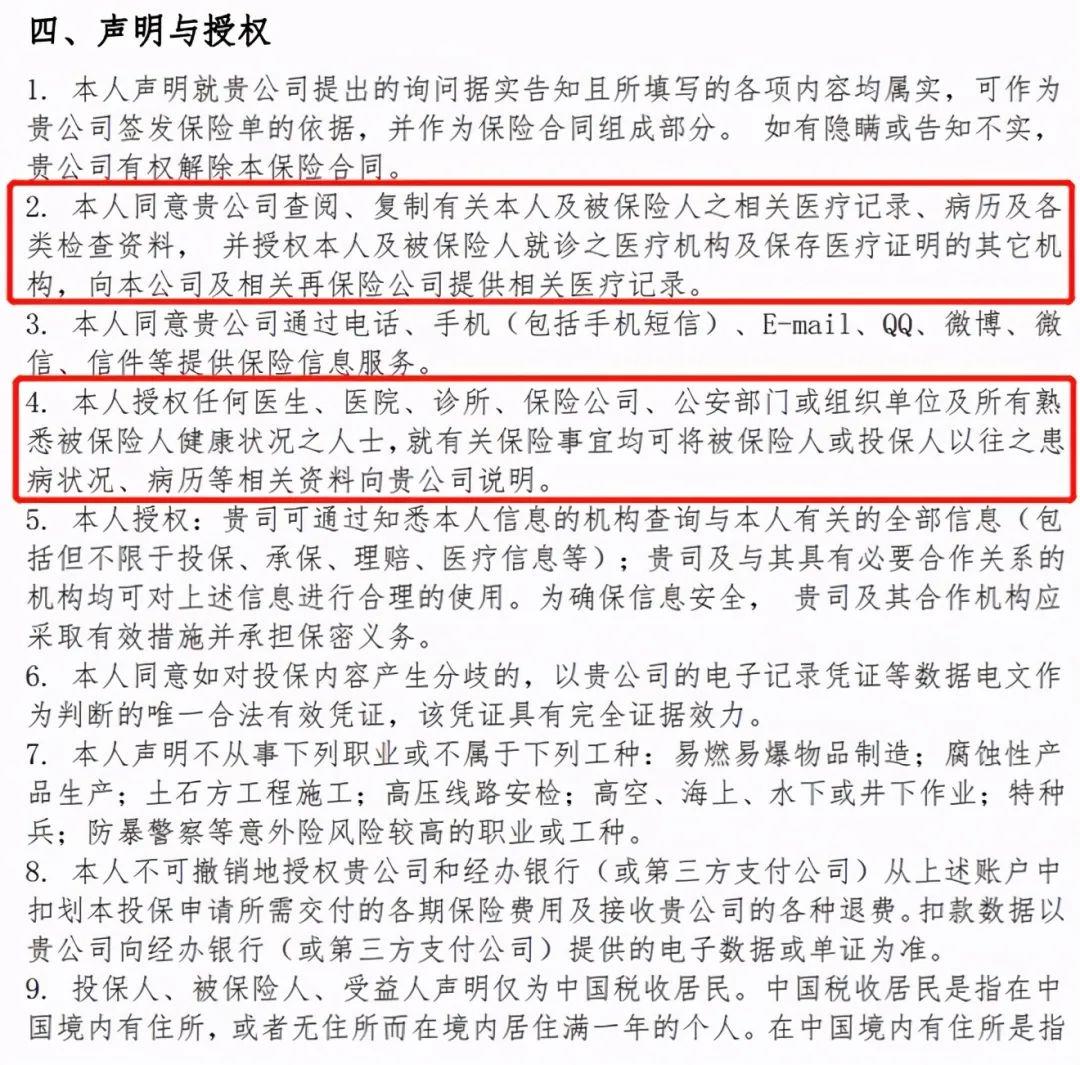 四、声明与授权
1. 本人声明就贵公司提出的询问据实告知且所填写的各项内容均属实，可作为
贵公司签发保险单的依据，并作为保险合同组成部分。 如有隐瞒或告知不实，
贵公司有权解除本保险合同。
2. 本人同意贵公司查阅、复制有关本人及被保险人之相关医疗记录、病历及各
类检查资料， 并授权本人及被保险人就诊之医疗机构及保存医疗证明的其它机
构，向本公司及相关再保险公司提供相关医疗记录。
3. 本人同意贵公司通过电话、手机（包括手机短信）、E-mail、QQ、微博、微
信、信件等提供保险信息服务。
4. 本人授权任何医生、医院、诊所、保险公司、公安部门或组织单位及所有熟
悉被保险人健康状况之人士，就有关保险事宜均可将被保险人或投保人以往之患
病状况、病历等相关资料向贵公司说明。
5. 本人授权：贵司可通过知悉本人信息的机构查询与本人有关的全部信息（包
括但不限于投保、承保、理赔、医疗信息等）；贵司及与其具有必要合作关系的
机构均可对上述信息进行合理的使用。为确保信息安全， 贵司及其合作机构应
采取有效措施并承担保密义务。
6. 本人同意如对投保内容产生分歧的，以贵公司的电子记录凭证等数据电文作
为判断的唯一合法有效凭证，该凭证具有完全证据效力。
7. 本人声明不从事下列职业或不属于下列工种：易燃易爆物品制造；腐蚀性产
品生产；土石方工程施工；高压线路安检；高空、海上、水下或井下作业；特种
兵；防暴警察等意外险风险较高的职业或工种。
8. 本人不可撤销地授权贵公司和经办银行（或第三方支付公司）从上述账户中
扣划本投保申请所需交付的各期保险费用及接收贵公司的各种退费。扣款数据以
贵公司向经办银行（或第三方支付公司）提供的电子数据或单证为准。
9. 投保人、被保险人、受益人声明仅为中国税收居民。中国税收居民是指在中
国境内有住所，或者无住所而在境内居住满一年的个人。在中国境内有住所是指